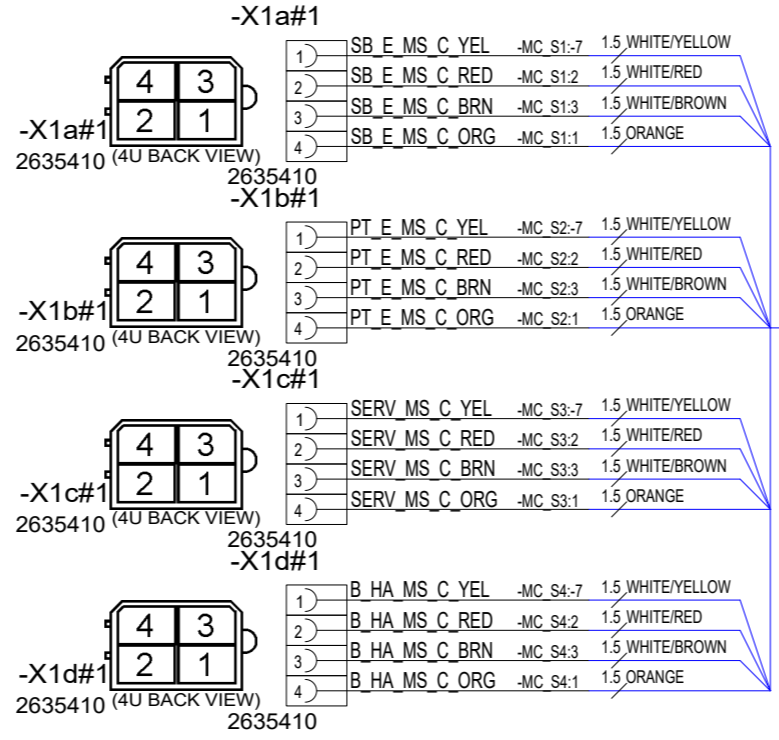 -X1a#1
4 3
2 1
-X1a#1
2635410 (4U BACK VIEW)
1 SB_E_MS_C_YEL -MC_S1:-7 1.5 WHITE/YELLOW
2 SB_E_MS_C_RED -MC_S1:2 1.5 WHITE/RED
3 SB_E_MS_C_BRN -MC_S1:3 1.5 WHITE/BROWN
4 SB_E_MS_C_ORG -MC_S1:1 1.5 ORANGE
2635410
-X1b#1
4 3
2 1
-X1b#1
2635410 (4U BACK VIEW)
1 PT_E_MS_C_YEL -MC_S2:-7 1.5 WHITE/YELLOW
2 PT_E_MS_C_RED -MC_S2:2 1.5 WHITE/RED
3 PT_E_MS_C_BRN -MC_S2:3 1.5 WHITE/BROWN
4 PT_E_MS_C_ORG -MC_S2:1 1.5 ORANGE
2635410
-X1c#1
4 3
2 1
-X1c#1
2635410 (4U BACK VIEW)
1 SERV_MS_C_YEL -MC_S3:-7 1.5 WHITE/YELLOW
2 SERV_MS_C_RED -MC_S3:2 1.5 WHITE/RED
3 SERV_MS_C_BRN -MC_S3:3 1.5 WHITE/BROWN
4 SERV_MS_C_ORG -MC_S3:1 1.5 ORANGE
2635410
-X1d#1
4 3
2 1
-X1d#1
2635410 (4U BACK VIEW)
1 B_HA_MS_C_YEL -MC_S4:-7 1.5 WHITE/YELLOW
2 B_HA_MS_C_RED -MC_S4:2 1.5 WHITE/RED
3 B_HA_MS_C_BRN -MC_S4:3 1.5 WHITE/BROWN
4 B_HA_MS_C_ORG -MC_S4:1 1.5 ORANGE
2635410